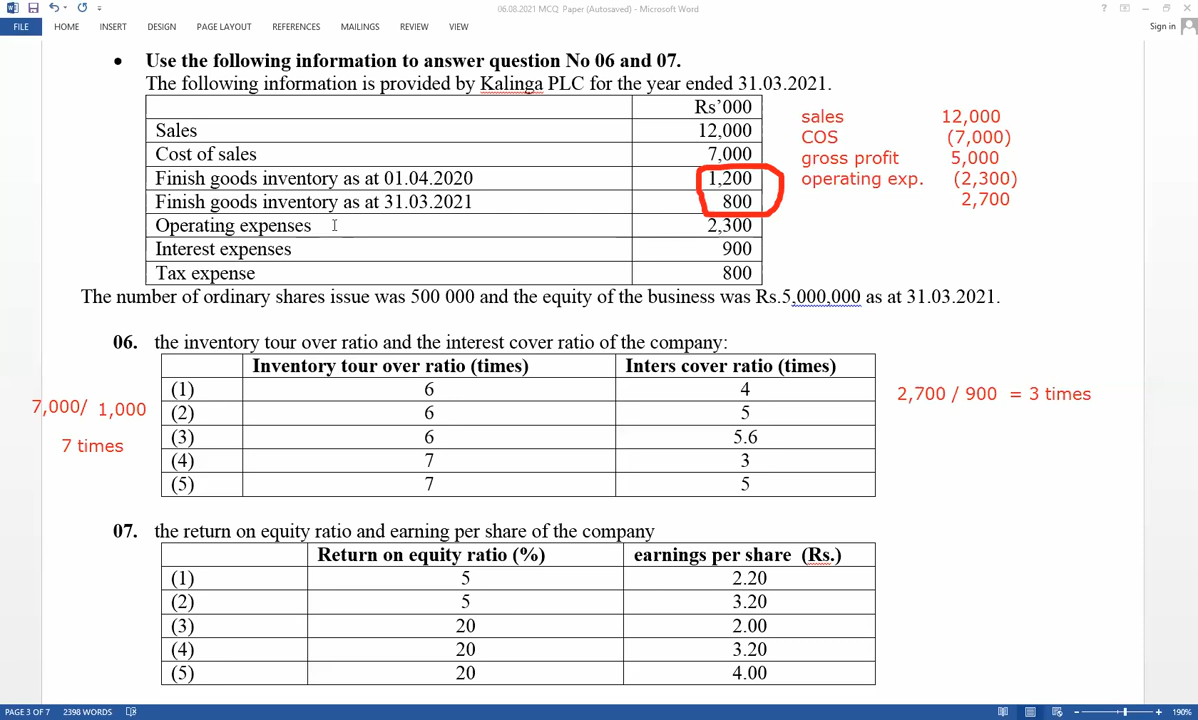 06.08.2021 MCQ Paper (Autosaved) - Microsoft Word
Sign in
FILE HOME INSERT DESIGN PAGE LAYOUT REFERENCES MAILINGS REVIEW VIEW
• Use the following information to answer question No 06 and 07.
The following information is provided by Kalinga PLC for the year ended 31.03.2021.
Rs'000
Sales 12,000
Cost of sales 7,000
Finish goods inventory as at 01.04.2020 1,200
Finish goods inventory as at 31.03.2021 800
Operating expenses 2,300
Interest expenses 900
Tax expense 800
sales 12,000
COS (7,000)
gross profit 5,000
operating exp. (2,300)
2,700
The number of ordinary shares issue was 500 000 and the equity of the business was Rs.5,000,000 as at 31.03.2021.
06. the inventory tour over ratio and the interest cover ratio of the company:
Inventory tour over ratio (times) Inters cover ratio (times)
(1) 6 4
(2) 6 5
(3) 6 5.6
(4) 7 3
(5) 7 5
7,000/ 1,000
7 times
2,700 / 900 = 3 times
07. the return on equity ratio and earning per share of the company
Return on equity ratio (%) earnings per share (Rs.)
(1) 5 2.20
(2) 5 3.20
(3) 20 2.00
(4) 20 3.20
(5) 20 4.00
PAGE 3 OF 7 2398 WORDS 190%